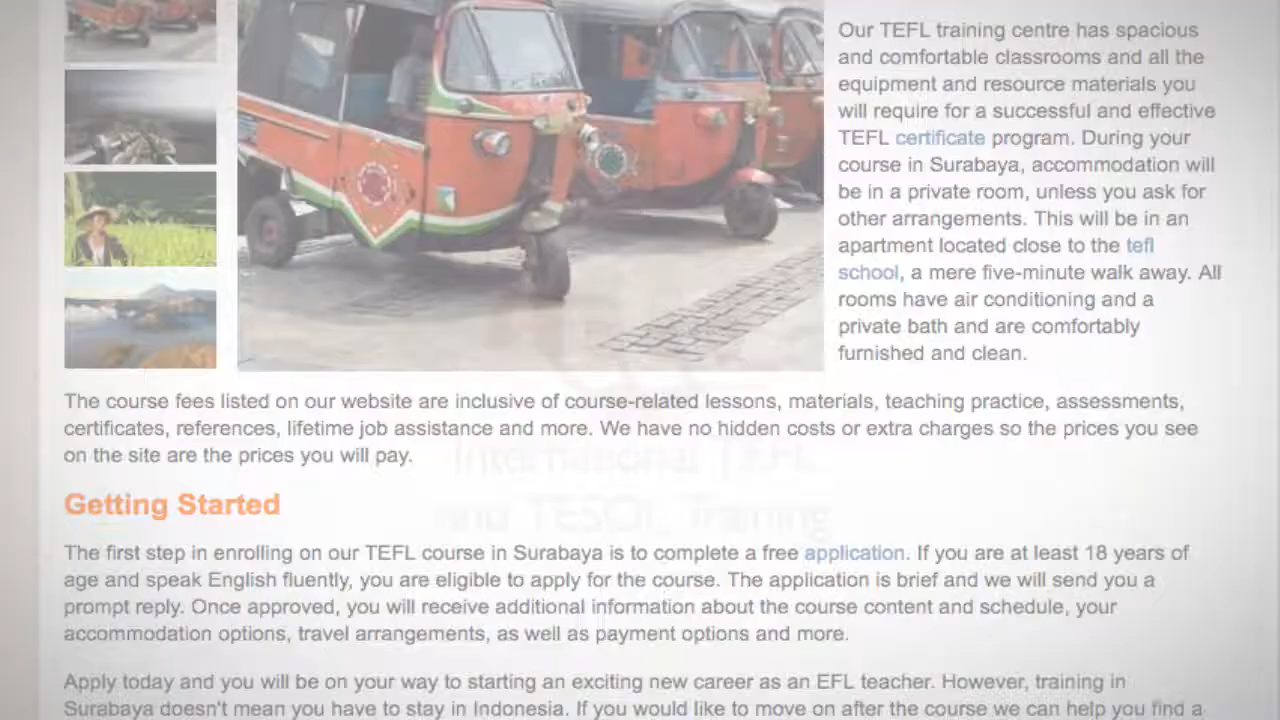 Our TEFL training centre has spacious
and comfortable classrooms and all the
equipment and resource materials you
will require for a successful and effective
TEFL certificate program. During your
course in Surabaya, accommodation will
be in a private room, unless you ask for
other arrangements. This will be in an
apartment located close to the tefl
school, a mere five-minute walk away. All
rooms have air conditioning and a
private bath and are comfortably
furnished and clean.
The course fees listed on our website are inclusive of course-related lessons, materials, teaching practice, assessments,
certificates, references, lifetime job assistance and more. We have no hidden costs or extra charges so the prices you see
on the site are the prices you will pay.
International TEFL
and TESOL Training
Getting Started
The first step in enrolling on our TEFL course in Surabaya is to complete a free application. If you are at least 18 years of
age and speak English fluently, you are eligible to apply for the course. The application is brief and we will send you a
prompt reply. Once approved, you will receive additional information about the course content and schedule, your
accommodation options, travel arrangements, as well as payment options and more.
Apply today and you will be on your way to starting an exciting new career as an EFL teacher. However, training in
Surabaya doesn't mean you have to stay in Indonesia. If you would like to move on after the course we can help you find a